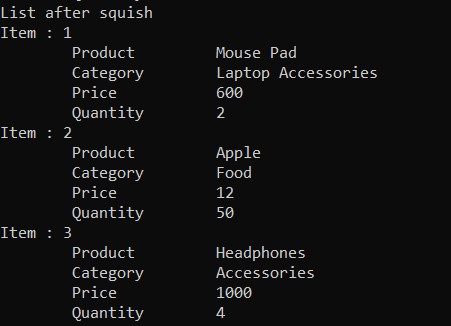 List after squish
Item : 1
Product Mouse Pad
Category Laptop Accessories
Price 600
Quantity 2
Item : 2
Product Apple
Category Food
Price 12
Quantity 50
Item : 3
Product Headphones
Category Accessories
Price 1000
Quantity 4